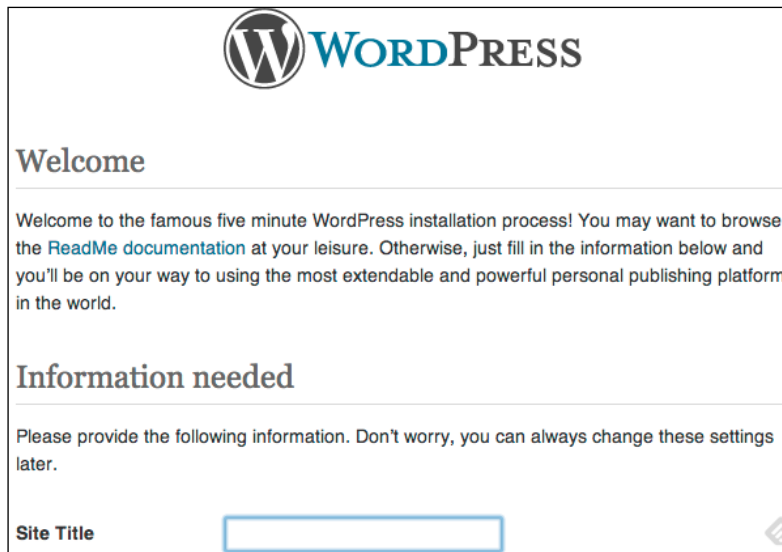 WORDPRESS
Welcome
Welcome to the famous five minute WordPress installation process! You may want to browse
the ReadMe documentation at your leisure. Otherwise, just fill in the information below and
you'll be on your way to using the most extendable and powerful personal publishing platform
in the world.
Information needed
Please provide the following information. Don't worry, you can always change these settings
later.
Site Title